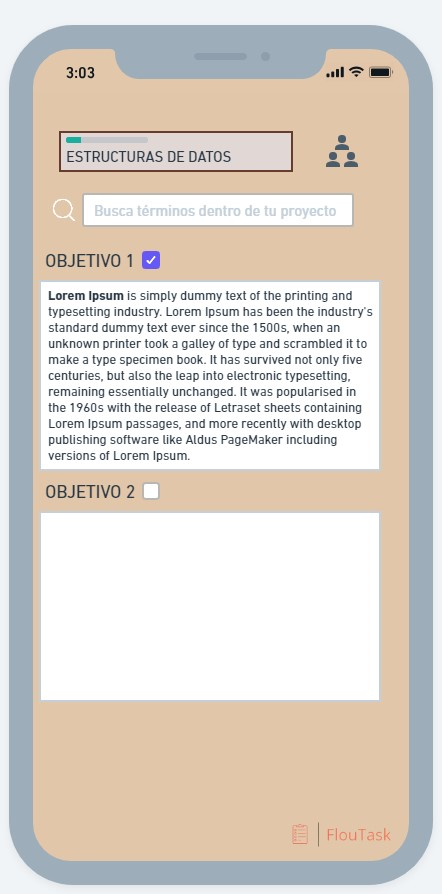 3:03
ESTRUCTURAS DE DATOS
Busca términos dentro de tu proyecto
OBJETIVO 1
Lorem Ipsum is simply dummy text of the printing and
typesetting industry. Lorem Ipsum has been the industry's
standard dummy text ever since the 1500s, when an
unknown printer took a galley of type and scrambled it to
make a type specimen book. It has survived not only five
centuries, but also the leap into electronic typesetting,
remaining essentially unchanged. It was popularised in
the 1960s with the release of Letraset sheets containing
Lorem Ipsum passages, and more recently with desktop
publishing software like Aldus PageMaker including
versions of Lorem Ipsum.
OBJETIVO 2
FlouTask